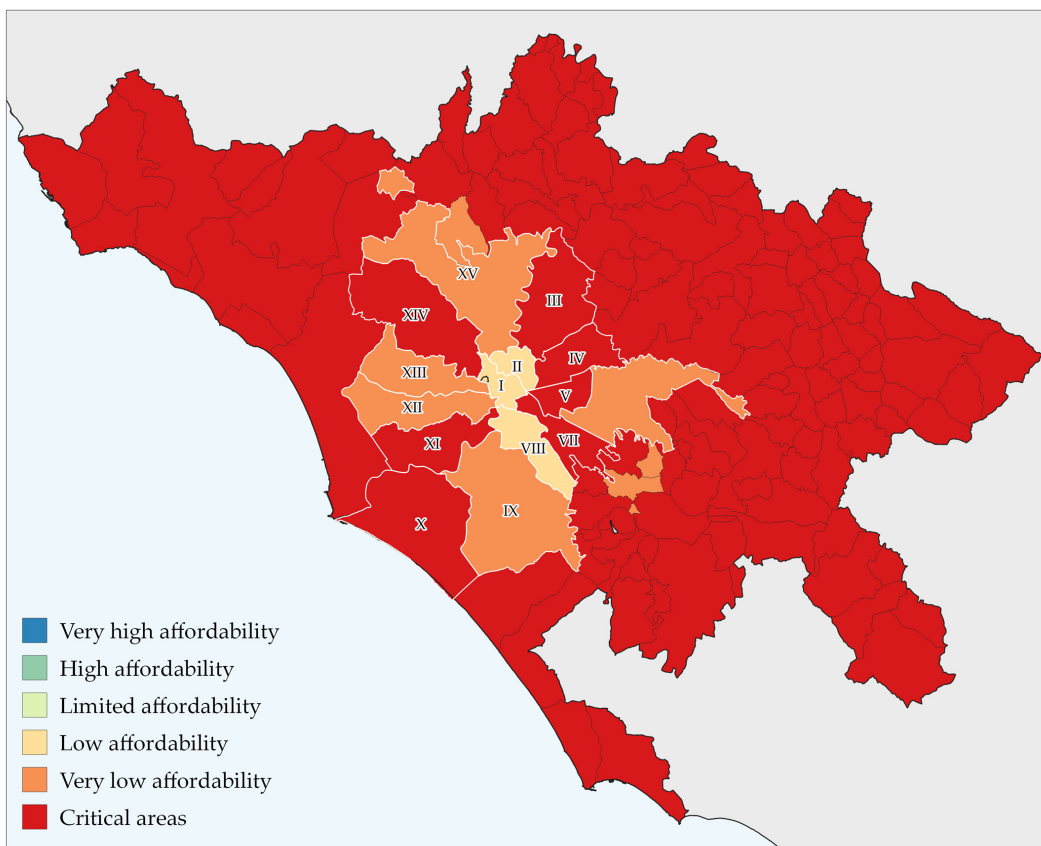 XV
III
XIV
IV
II
XIII
I
V
XII
VII
XI
VIII
IX
X
Very high affordability
High affordability
Limited affordability
Low affordability
Very low affordability
Critical areas